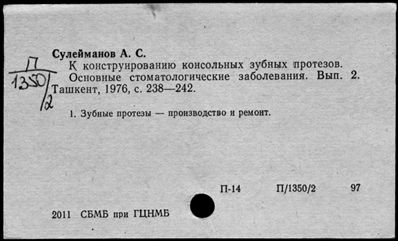 Сулейманов А. С.
К конструированию консольных зубных протезов.
Основные стоматологические заболевания. Вып. 2.
Ташкент, 1976, с. 238—242.
П
1350/2
1. Зубные протезы — производство и ремонт.
П-14 П/1350/2 97
2011 СБМБ при ГЦНМБ